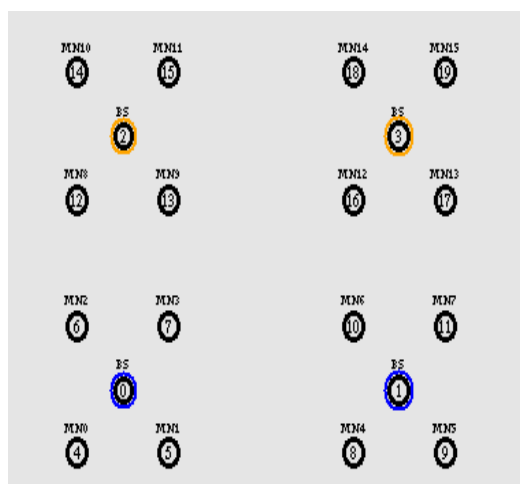 MN10 MN11 MN14 MN15
14 15 18 19
BS BS
2 3
MN8 MN9 MN12 MN13
12 13 16 17
MN2 MN3 MN6 MN7
6 7 10 11
BS BS
0 1
MN0 MN1 MN4 MN5
4 5 8 9